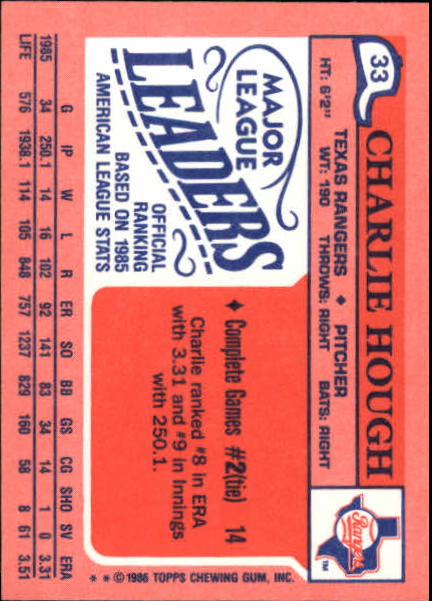 33
CHARLIE HOUGH
TEXAS RANGERS ♦ PITCHER
HT: 6'2" WT: 190 THROWS: RIGHT BATS: RIGHT
Rangers
TM
MAJOR
LEAGUE
LEADERS
OFFICIAL
RANKING
BASED ON 1985
AMERICAN LEAGUE STATS
♦ Complete Games #2(tie) 14
Charlie ranked #8 in ERA
with 3.31 and #9 in Innings
with 250.1.
G IP W L R ER SO BB GS CG SHO SV ERA
1985 34 250.1 14 16 102 92 141 83 34 14 1 0 3.31
LIFE 576 1938.1 114 105 848 757 1237 829 160 58 8 61 3.51
* * © 1986 TOPPS CHEWING GUM, INC.